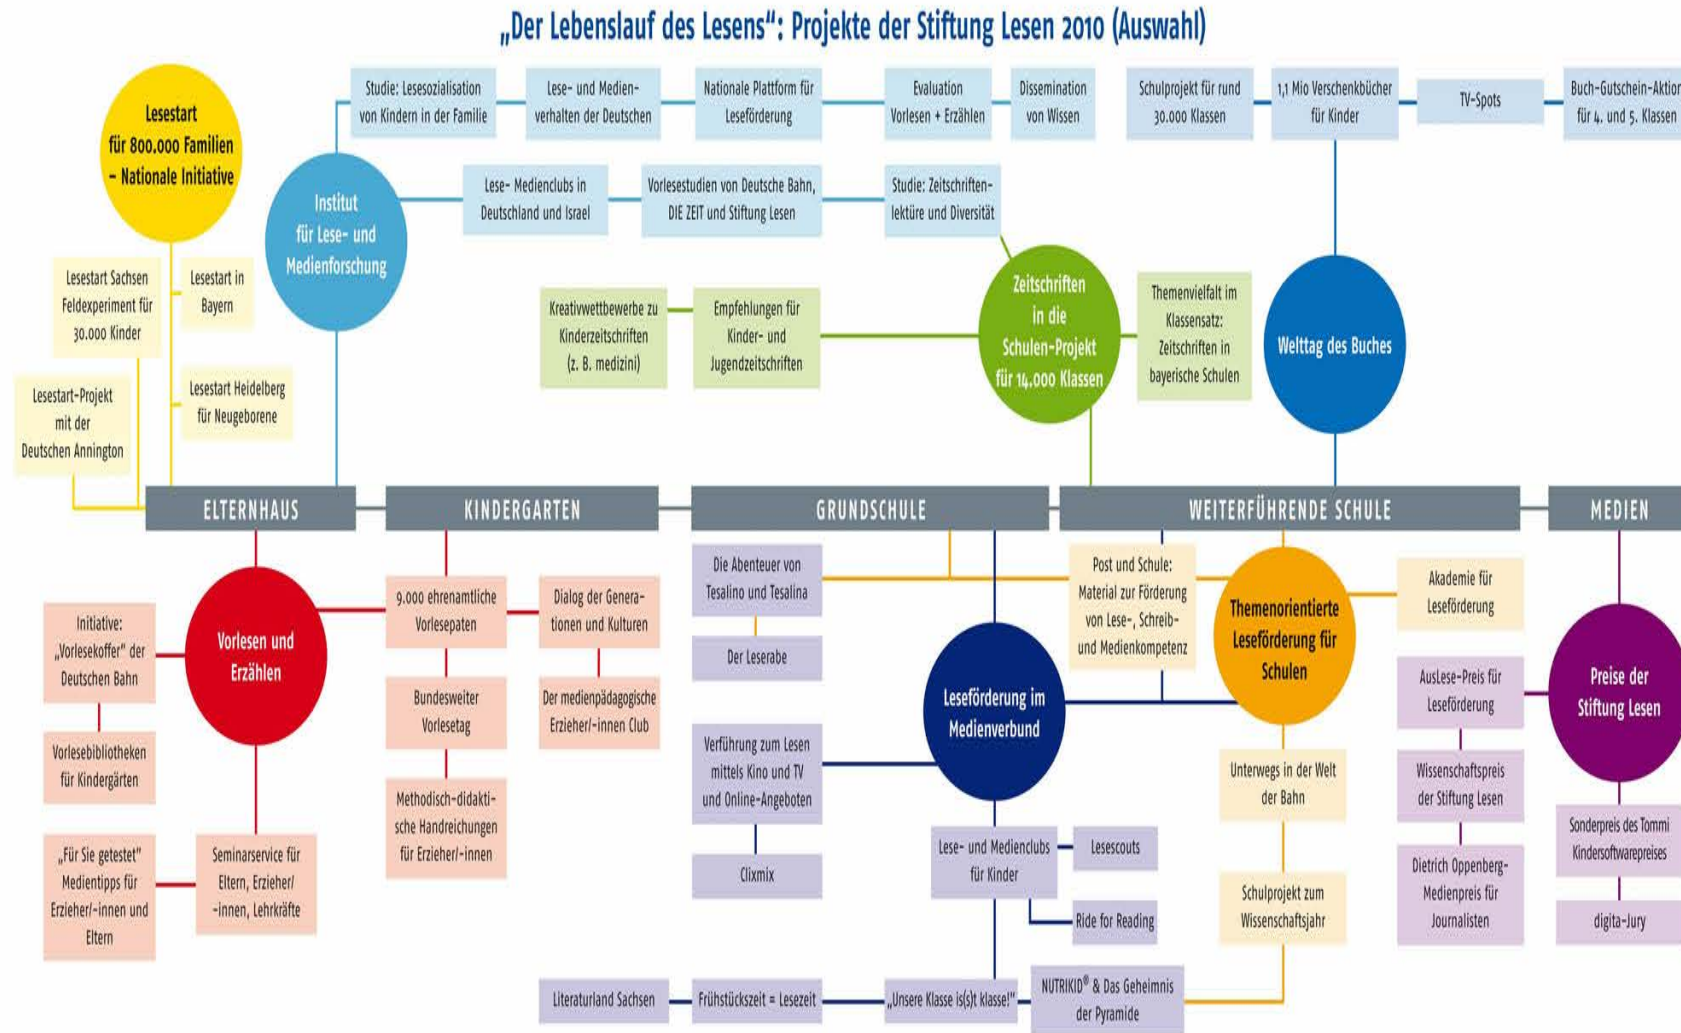 „Der Lebenslauf des Lesens“: Projekte der Stiftung Lesen 2010 (Auswahl)
Lesestart
für 800.000 Familien
– Nationale Initiative
Lesestart Sachsen
Feldexperiment für
30.000 Kinder
Lesestart in
Bayern
Lesestart-Projekt
mit der
Deutschen Annington
Lesestart Heidelberg
für Neugeborene
Institut
für Lese- und
Medienforschung
Studie: Lesesozialisation
von Kindern in der Familie
Lese- und Medien-
verhalten der Deutschen
Nationale Plattform für
Leseförderung
Evaluation
Vorlesen + Erzählen
Dissemination
von Wissen
Lese- Medienclubs in
Deutschland und Israel
Vorlesestudien von Deutsche Bahn,
DIE ZEIT und Stiftung Lesen
Studie: Zeitschriften-
lektüre und Diversität
Kreativwettbewerbe zu
Kinderzeitschriften
(z. B. medizini)
Empfehlungen für
Kinder- und
Jugendzeitschriften
Zeitschriften
in die
Schulen-Projekt
für 14.000 Klassen
Themenvielfalt im
Klassensatz:
Zeitschriften in
bayerische Schulen
Schulprojekt für rund
30.000 Klassen
1,1 Mio Verschenkbücher
für Kinder
TV-Spots
Buch-Gutschein-Aktion
für 4. und 5. Klassen
Welttag des Buches
ELTERNHAUS
KINDERGARTEN
GRUNDSCHULE
WEITERFÜHRENDE SCHULE
MEDIEN
Vorlesen und
Erzählen
Initiative:
„Vorlesekoffer“ der
Deutschen Bahn
Vorlesebibliotheken
für Kindergärten
„Für Sie getestet“
Medientipps für
Erzieher/-innen und
Eltern
Seminarservice für
Eltern, Erzieher/
-innen, Lehrkräfte
9.000 ehrenamtliche
Vorlesepaten
Dialog der Genera-
tionen und Kulturen
Bundesweiter
Vorlesetag
Der medienpädagogische
Erzieher/-innen Club
Methodisch-didakti-
sche Handreichungen
für Erzieher/-innen
Die Abenteuer von
Tesalino und Tesalina
Der Leserabe
Verführung zum Lesen
mittels Kino und TV
und Online-Angeboten
Clixmix
Leseförderung im
Medienverbund
Lese- und Medienclubs
für Kinder
Lesescouts
Ride for Reading
Literaturland Sachsen
Frühstückszeit = Lesezeit
„Unsere Klasse is(s)t klasse!“
NUTRIKID® & Das Geheimnis
der Pyramide
Post und Schule:
Material zur Förderung
von Lese-, Schreib-
und Medienkompetenz
Themenorientierte
Leseförderung für
Schulen
Akademie für
Leseförderung
Unterwegs in der Welt
der Bahn
Schulprojekt zum
Wissenschaftsjahr
AusLese-Preis für
Leseförderung
Wissenschaftspreis
der Stiftung Lesen
Dietrich Oppenberg-
Medienpreis für
Journalisten
Preise der
Stiftung Lesen
Sonderpreis des Tommi
Kindersoftwarepreises
digita-Jury